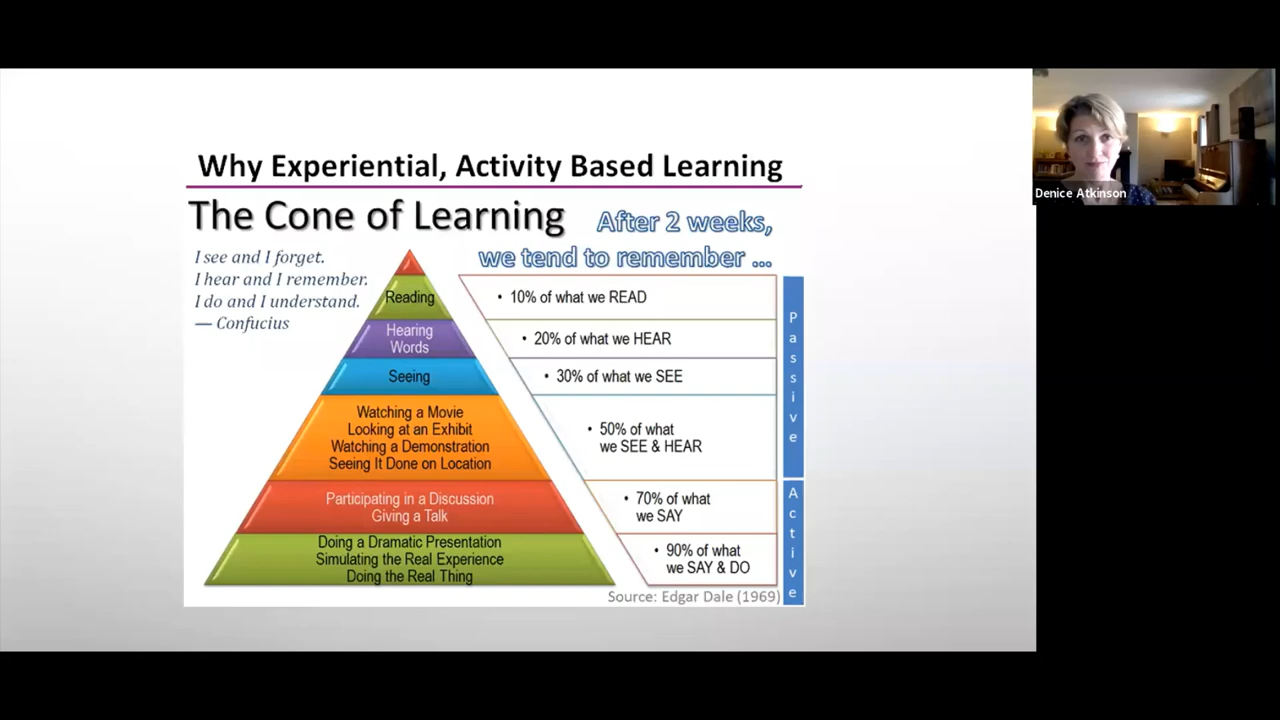 Why Experiential, Activity Based Learning
The Cone of Learning
After 2 weeks,
we tend to remember ...
I see and I forget.
I hear and I remember.
I do and I understand.
— Confucius
Reading
• 10% of what we READ
Hearing
Words
• 20% of what we HEAR
Seeing
• 30% of what we SEE
Watching a Movie
Looking at an Exhibit
Watching a Demonstration
Seeing It Done on Location
• 50% of what
we SEE & HEAR
Participating in a Discussion
Giving a Talk
• 70% of what
we SAY
Doing a Dramatic Presentation
Simulating the Real Experience
Doing the Real Thing
• 90% of what
we SAY & DO
Passive
Active
Source: Edgar Dale (1969)
Denice Atkinson